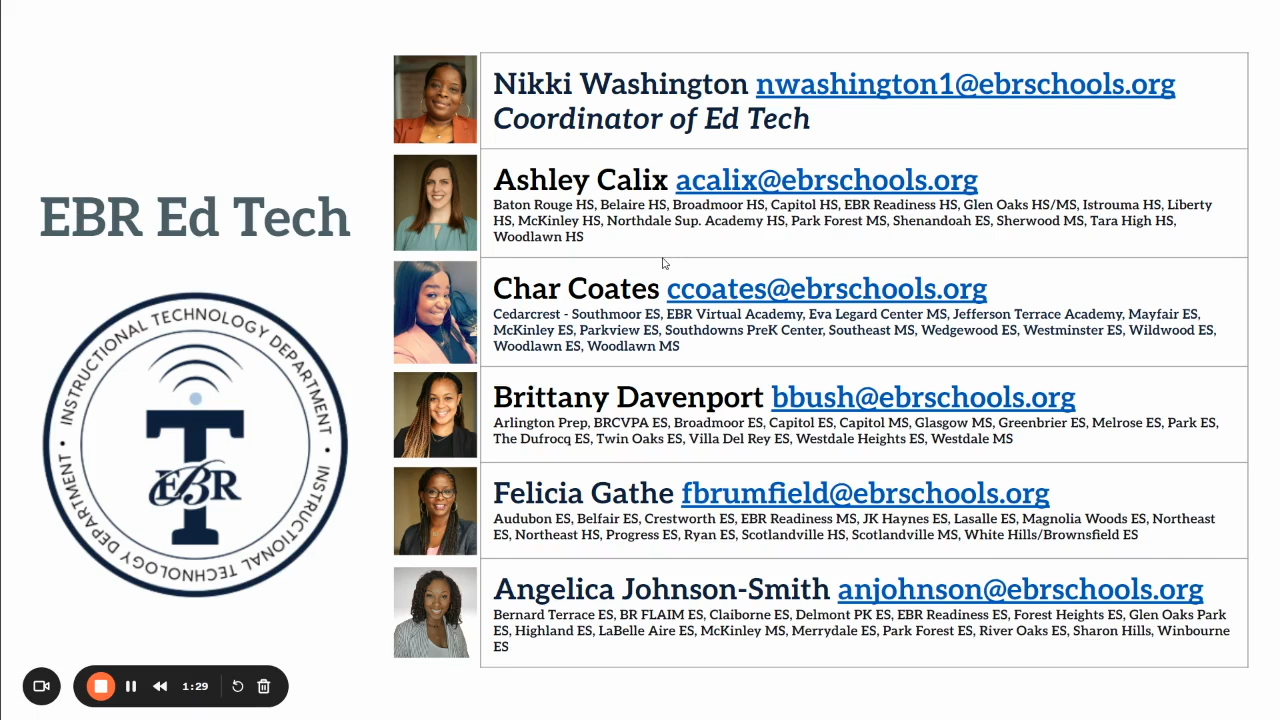 EBR Ed Tech
INSTRUCTIONAL TECHNOLOGY DEPARTMENT • INSTRUCTIONAL TECHNOLOGY DEPARTMENT •
T
EBR
Nikki Washington nwashington1@ebrschools.org
Coordinator of Ed Tech
Ashley Calix acalix@ebrschools.org
Baton Rouge HS, Belaire HS, Broadmoor HS, Capitol HS, EBR Readiness HS, Glen Oaks HS/MS, Istrouma HS, Liberty
HS, McKinley HS, Northdale Sup. Academy HS, Park Forest MS, Shenandoah ES, Sherwood MS, Tara High HS,
Woodlawn HS
Char Coates ccoates@ebrschools.org
Cedarcrest - Southmoor ES, EBR Virtual Academy, Eva Legard Center MS, Jefferson Terrace Academy, Mayfair ES,
McKinley ES, Parkview ES, Southdowns PreK Center, Southeast MS, Wedgewood ES, Westminster ES, Wildwood ES,
Woodlawn ES, Woodlawn MS
Brittany Davenport bbush@ebrschools.org
Arlington Prep, BRCVPA ES, Broadmoor ES, Capitol ES, Capitol MS, Glasgow MS, Greenbrier ES, Melrose ES, Park ES,
The Dufrocq ES, Twin Oaks ES, Villa Del Rey ES, Westdale Heights ES, Westdale MS
Felicia Gathe fbrumfield@ebrschools.org
Audubon ES, Belfair ES, Crestworth ES, EBR Readiness MS, JK Haynes ES, Lasalle ES, Magnolia Woods ES, Northeast
ES, Northeast HS, Progress ES, Ryan ES, Scotlandville HS, Scotlandville MS, White Hills/Brownsfield ES
Angelica Johnson-Smith anjohnson@ebrschools.org
Bernard Terrace ES, BR FLAIM ES, Claiborne ES, Delmont PK ES, EBR Readiness ES, Forest Heights ES, Glen Oaks Park
ES, Highland ES, LaBelle Aire ES, McKinley MS, Merrydale ES, Park Forest ES, River Oaks ES, Sharon Hills, Winbourne
ES
1:29